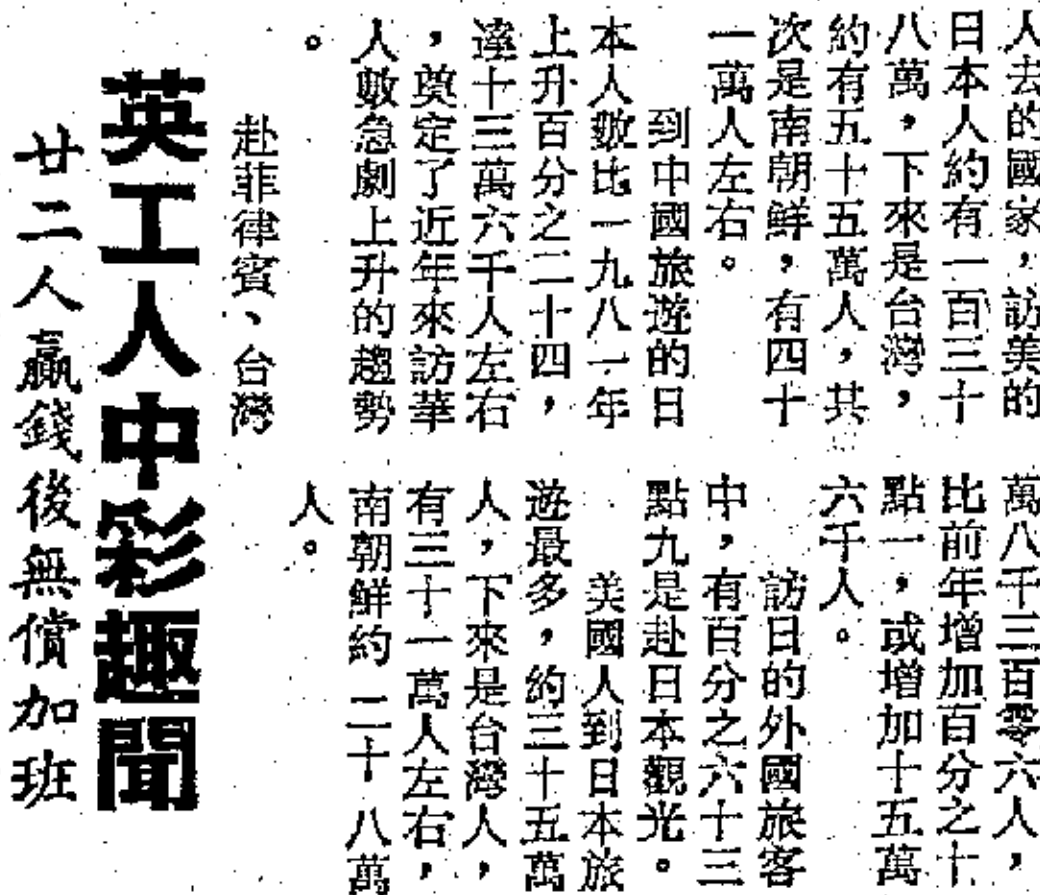 人去的國家，訪美的
日本人約有一百三十
八萬，下來是台灣，
約有五十五萬人，其
次是南朝鮮，有四十
一萬人左右。
到中國旅遊的日
本人數比一九八一年
上升百分之二十四，
達十三萬六千人左右
，奠定了近年來訪華
人數急劇上升的趨勢
。
赴菲律賓、台灣
萬八千三百零六人，
比前年增加百分之十
點一，或增加十五萬
六千人。
訪日的外國旅客
中，有百分之六十三
點九是赴日本觀光。
美國人到日本旅
遊最多，約三十五萬
人，下來是台灣人，
有三十一萬人左右，
南朝鮮約二十八萬
人。
英工人中彩趣聞
廿二人贏錢後無償加班